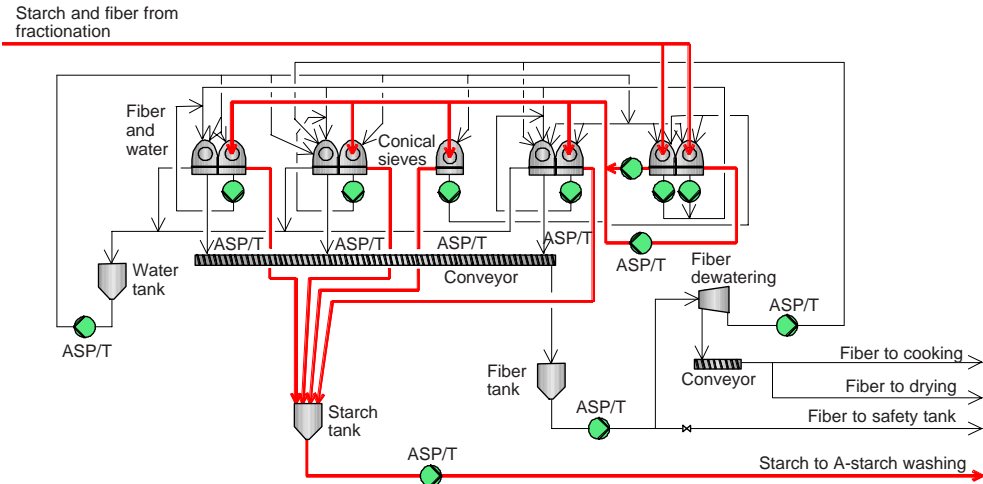 Starch and fiber from
fractionation
Fiber
and
water
Conical
sieves
ASP/T
ASP/T
ASP/T
ASP/T
ASP/T
Conveyor
Water
tank
ASP/T
Fiber
dewatering
ASP/T
Conveyor
Fiber to cooking
Fiber to drying
Fiber
tank
ASP/T
Fiber to safety tank
Starch
tank
ASP/T
Starch to A-starch washing